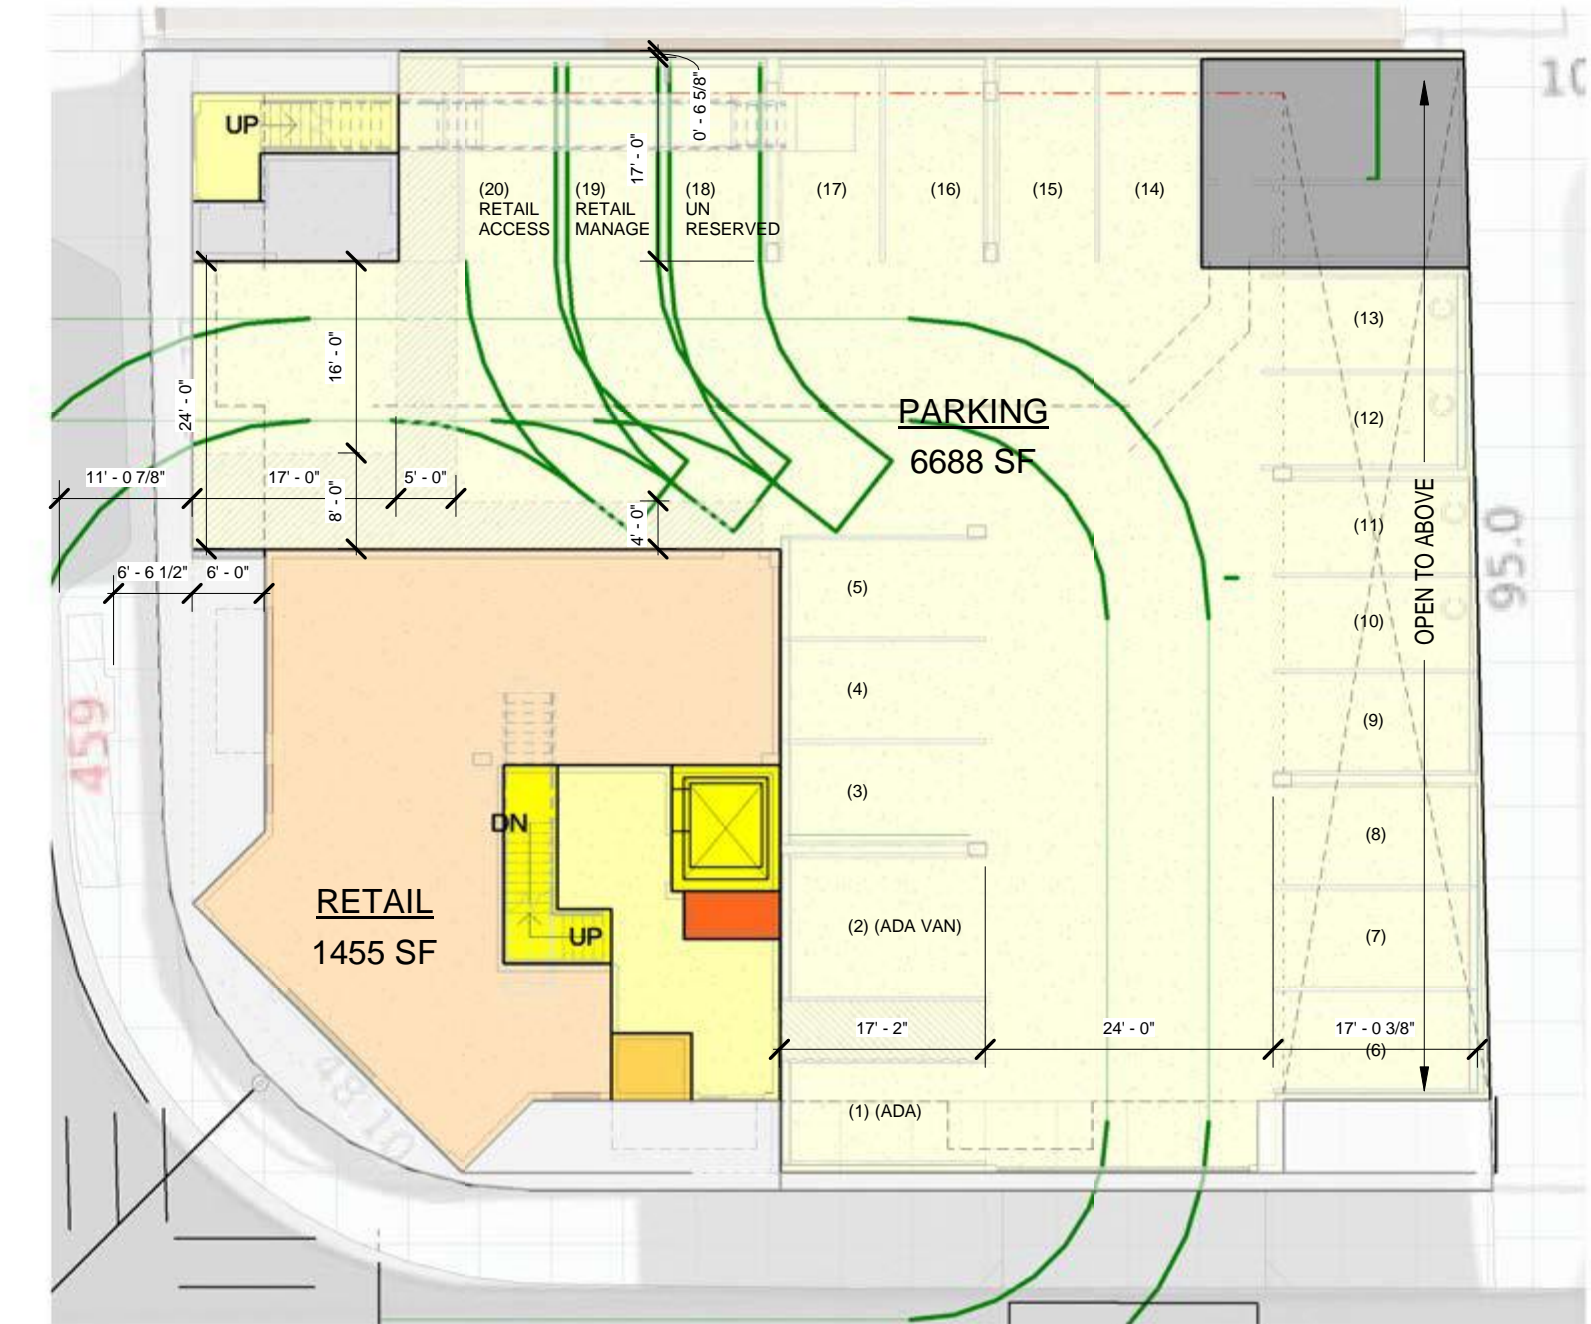 10
UP
0' - 6 5/8"
17' - 0"
(20)
RETAIL
ACCESS
(19)
RETAIL
MANAGE
(18)
UN
RESERVED
(17)
(16)
(15)
(14)
(13)
16' - 0"
24' - 0"
PARKING
6688 SF
(12)
11' - 0 7/8"
17' - 0"
5' - 0"
8' - 0"
4' - 0"
(11)
OPEN TO ABOVE
95.0
6' - 6 1/2"
6' - 0"
(5)
(10)
(4)
(9)
459
(3)
DN
(8)
RETAIL
1455 SF
UP
(2) (ADA VAN)
(7)
17' - 2"
24' - 0"
17' - 0 3/8"
(6)
48.10
(1) (ADA)
C
C
C
C